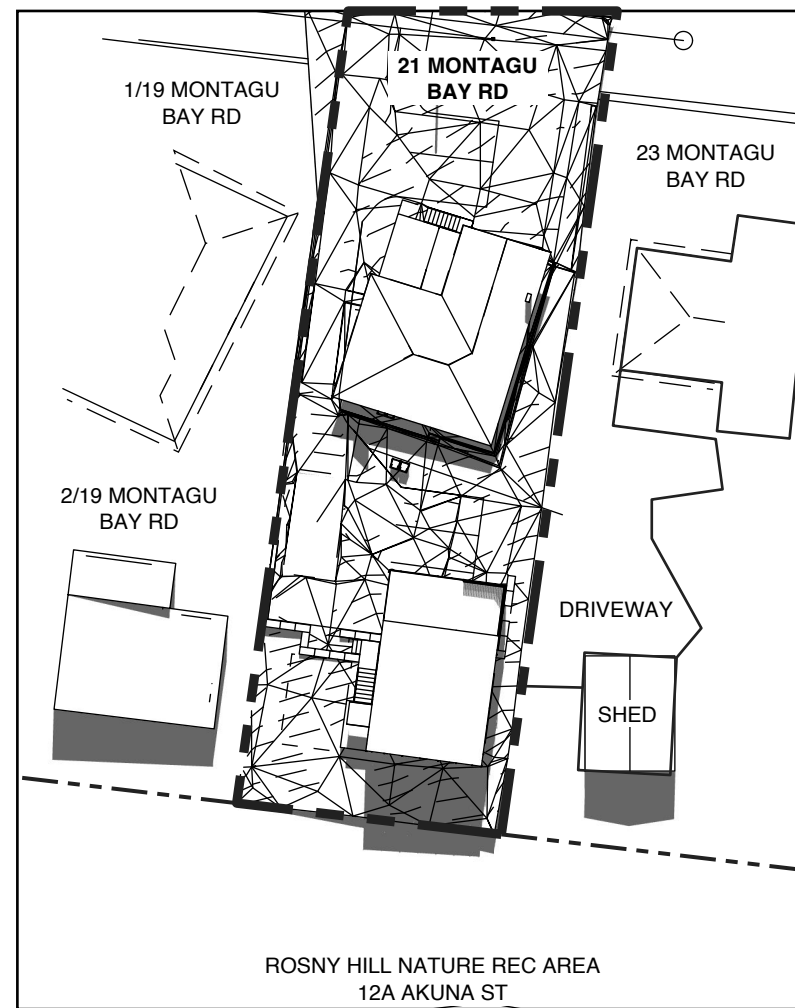 21 MONTAGU
BAY RD
1/19 MONTAGU
BAY RD
23 MONTAGU
BAY RD
2/19 MONTAGU
BAY RD
DRIVEWAY
SHED
ROSNY HILL NATURE REC AREA
12A AKUNA ST